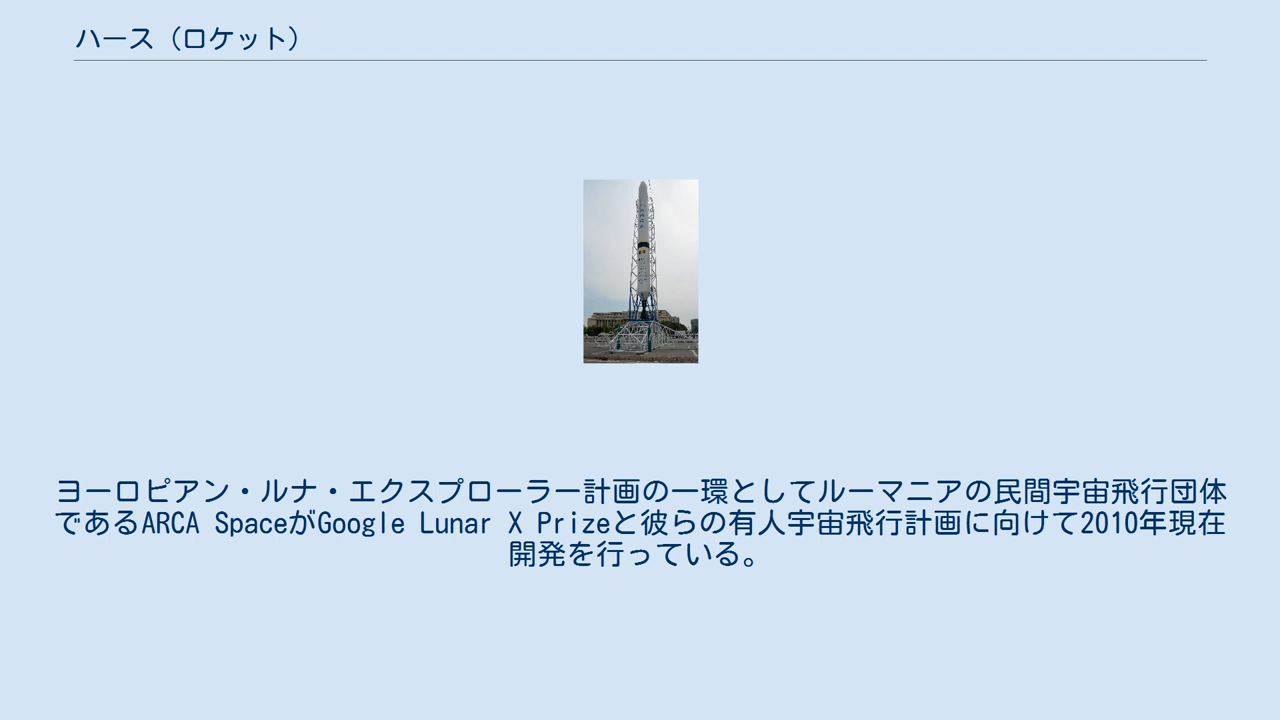 ハース（ロケット）
ヨーロピアン・ルナ・エクスプローラー計画の一環としてルーマニアの民間宇宙飛行団体
であるARCA SpaceがGoogle Lunar X Prizeと彼らの有人宇宙飛行計画に向けて2010年現在
開発を行っている。